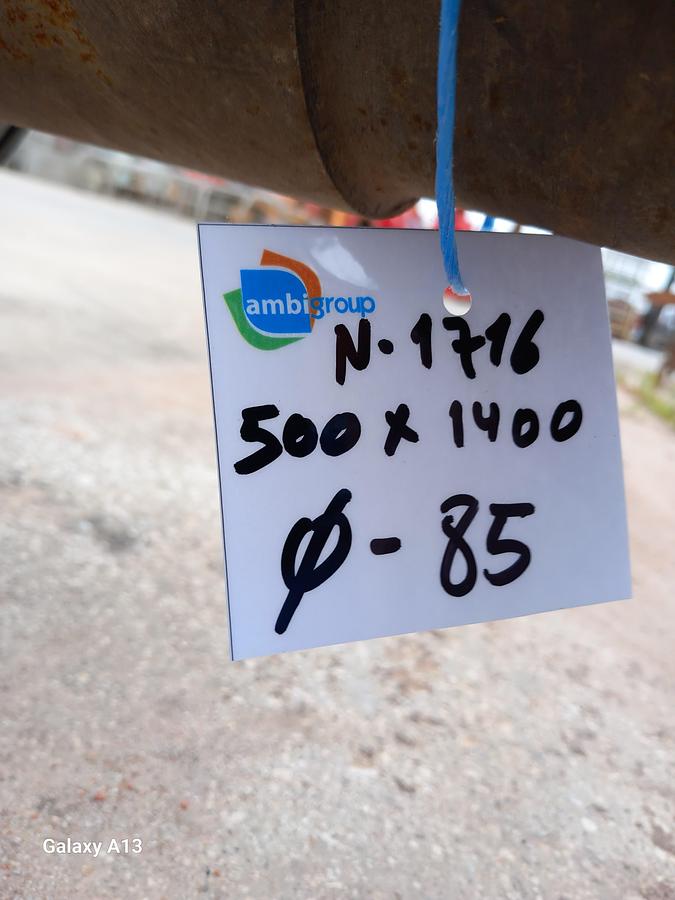 ambigroup
N. 1716
500 x 1400
Ø - 85
Galaxy A13